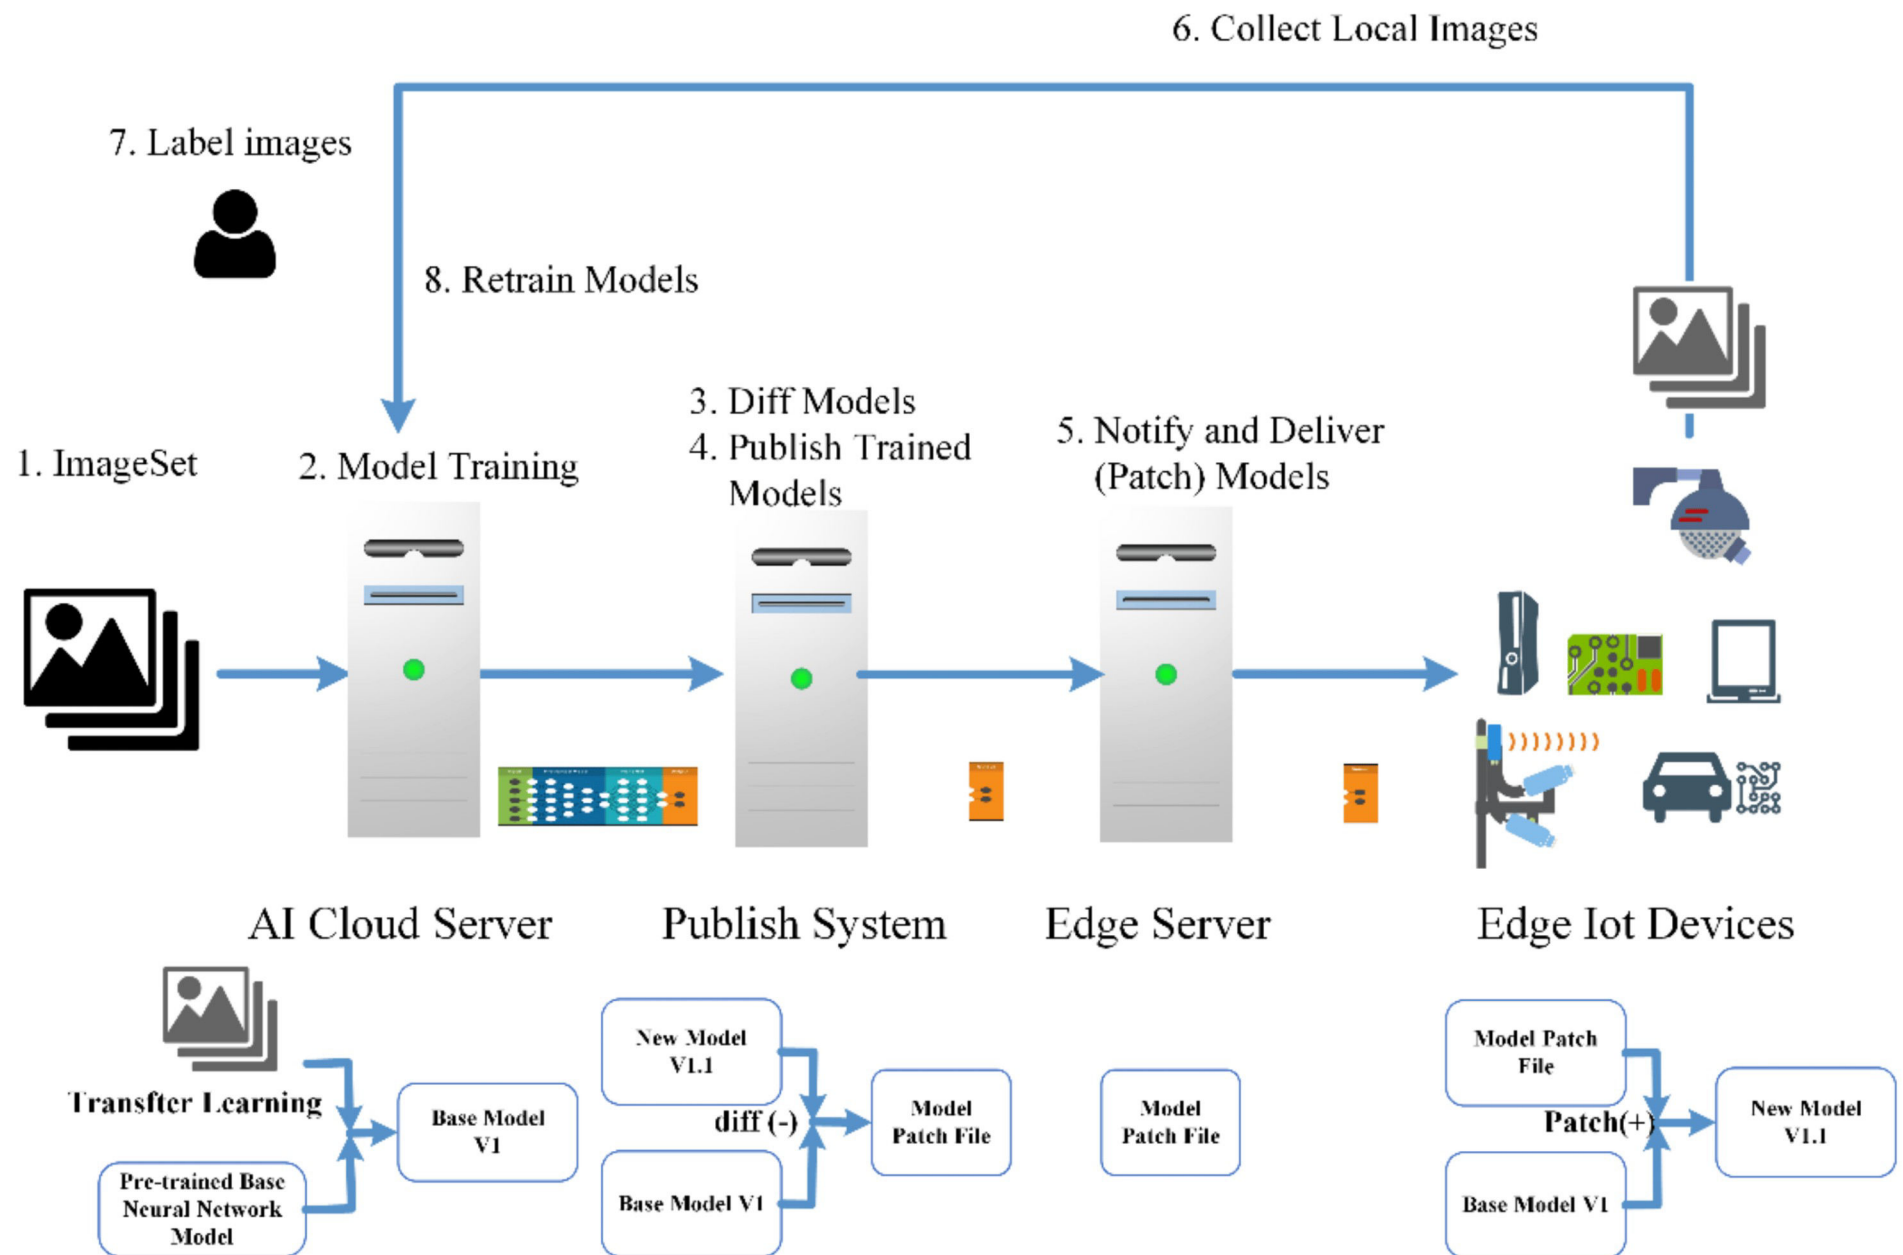 6. Collect Local Images
7. Label images
8. Retrain Models
1. ImageSet
2. Model Training
3. Diff Models
4. Publish Trained
Models
5. Notify and Deliver
(Patch) Models
AI Cloud Server
Publish System
Edge Server
Edge Iot Devices
Transfter Learning
Pre-trained Base
Neural Network
Model
Base Model
V1
New Model
V1.1
diff (-)
Base Model V1
Model
Patch File
Model
Patch File
Model Patch
File
Patch(+)
Base Model V1
New Model
V1.1